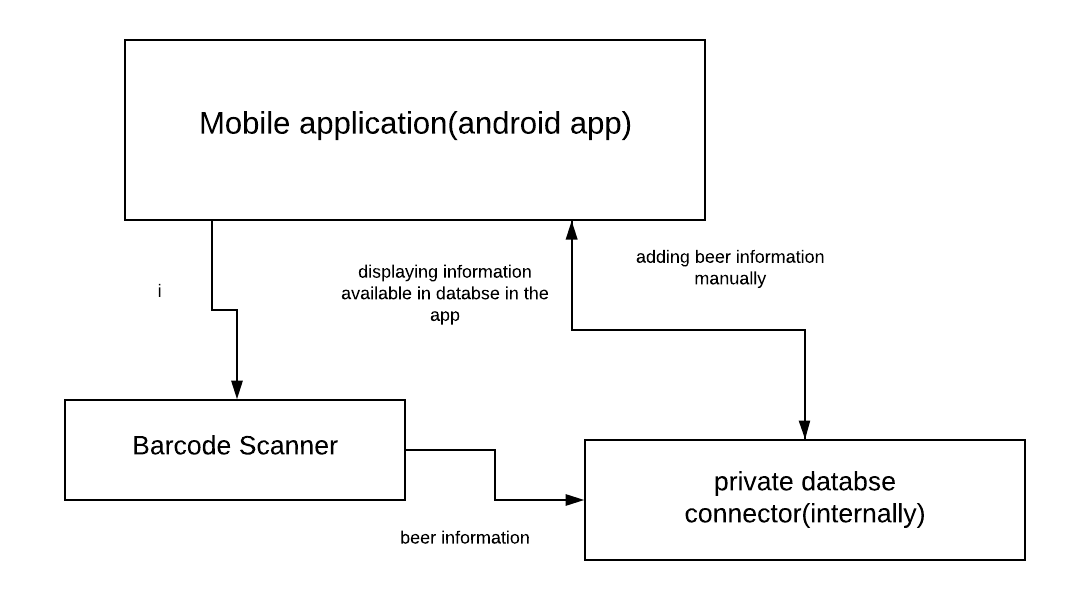 Mobile application(android app)
adding beer information
manually
displaying information
available in databse in the
app
i
Barcode Scanner
private databse
connector(internally)
beer information